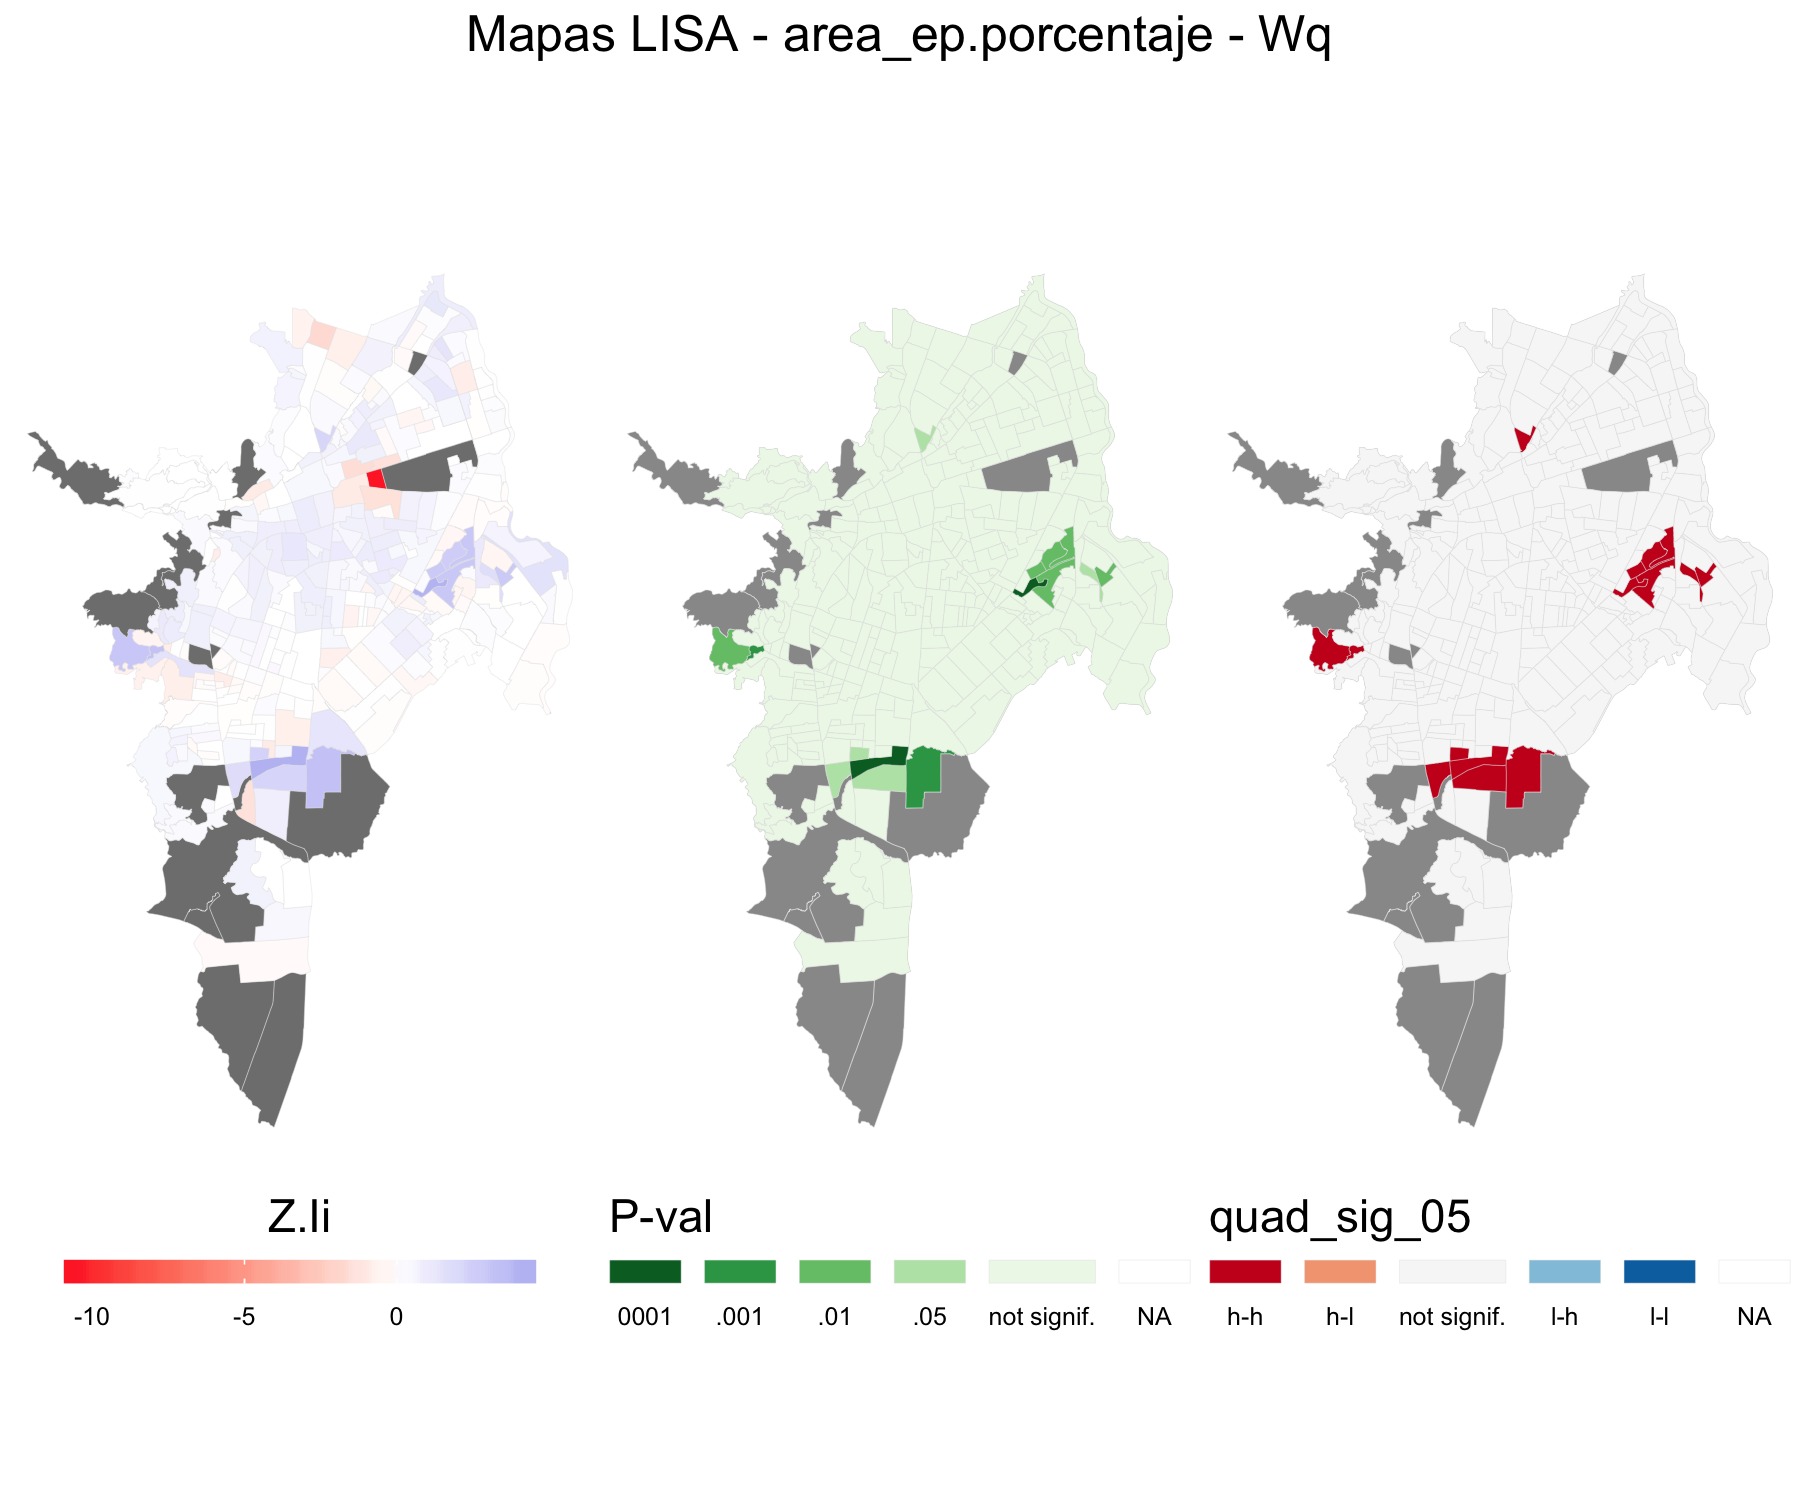 Mapas LISA - area_ep.porcentaje - Wq
Z.Ii
-10 -5 0
P-val
0001 .001 .01 .05 not signif. NA
quad_sig_05
h-h h-l not signif. l-h l-l NA